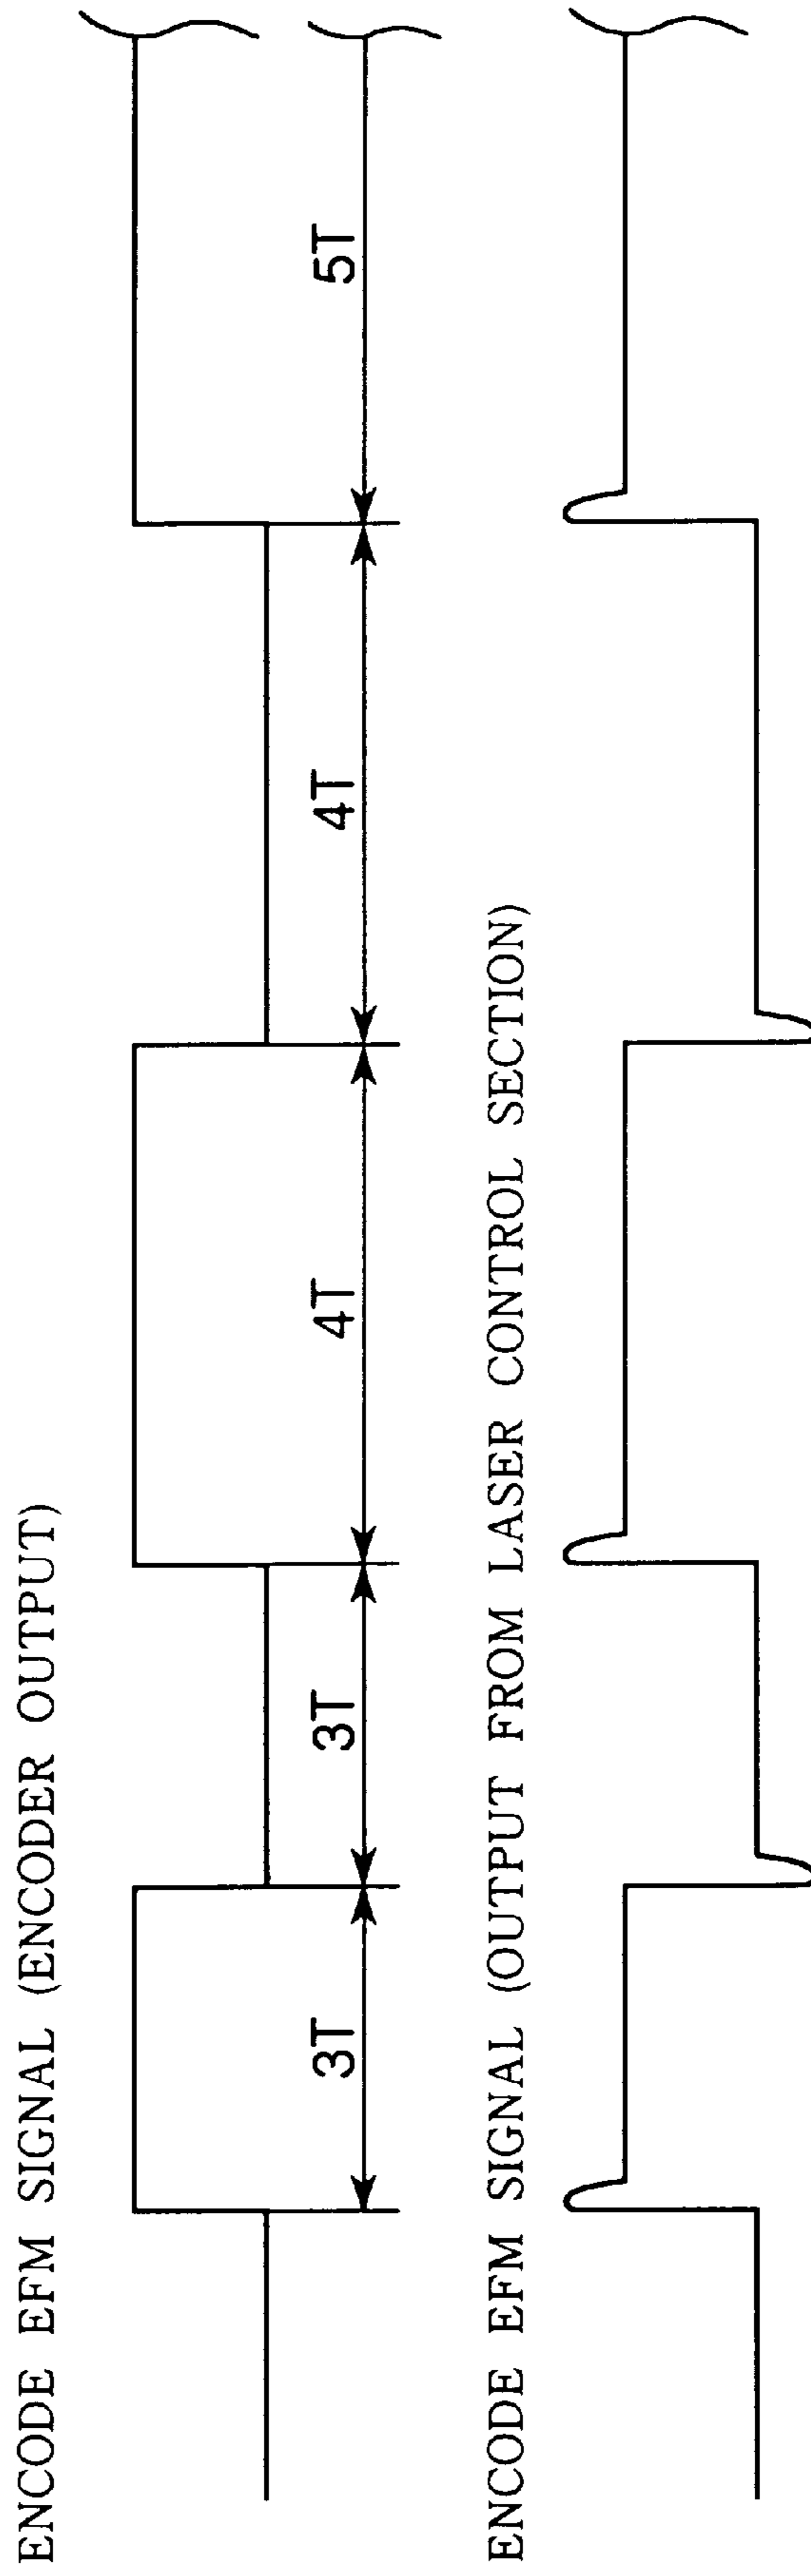 ENCODE EFM SIGNAL (ENCODER OUTPUT)
3T 3T 4T 4T 5T
ENCODE EFM SIGNAL (OUTPUT FROM LASER CONTROL SECTION)